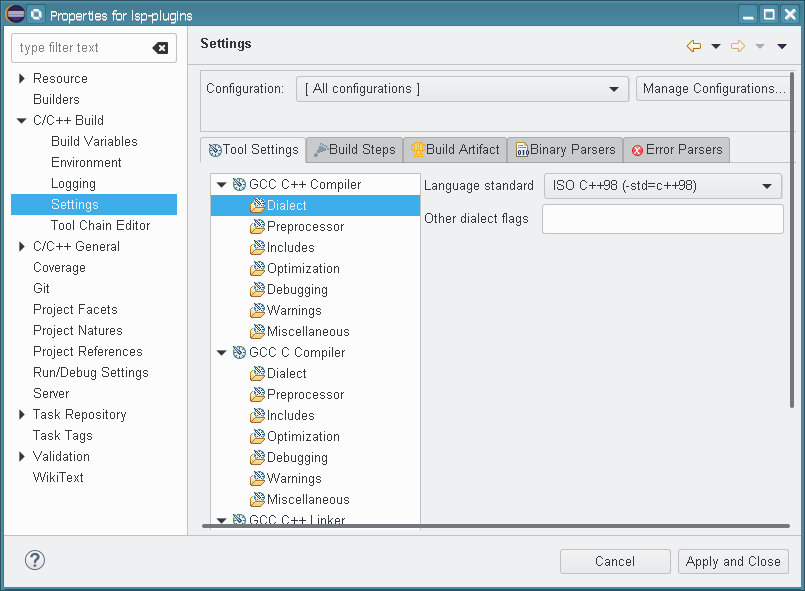 Properties for lsp-plugins
type filter text
Resource
Builders
C/C++ Build
Build Variables
Environment
Logging
Settings
Tool Chain Editor
C/C++ General
Coverage
Git
Project Facets
Project Natures
Project References
Run/Debug Settings
Server
Task Repository
Task Tags
Validation
WikiText
Settings
Configuration: [ All configurations ] Manage Configurations...
Tool Settings Build Steps Build Artifact Binary Parsers Error Parsers
GCC C++ Compiler
Dialect
Preprocessor
Includes
Optimization
Debugging
Warnings
Miscellaneous
GCC C Compiler
Dialect
Preprocessor
Includes
Optimization
Debugging
Warnings
Miscellaneous
GCC C++ Linker
Language standard ISO C++98 (-std=c++98)
Other dialect flags
? Cancel Apply and Close